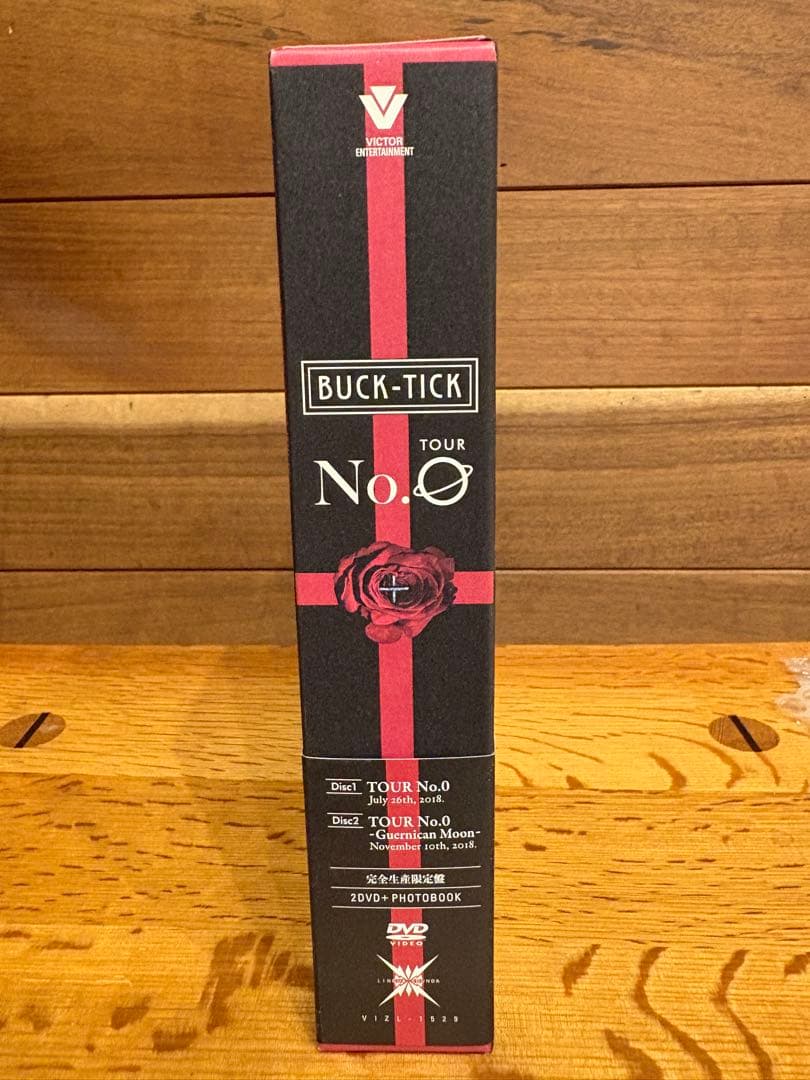 VICTOR
ENTERTAINMENT
BUCK-TICK
TOUR
No.0
Disc1 TOUR No.0
July 26th, 2018.
Disc2 TOUR No.0
-Guernican Moon-
November 10th, 2018.
完全生産限定盤
2DVD+PHOTOBOOK
DVD
VIDEO
VIZL-1529